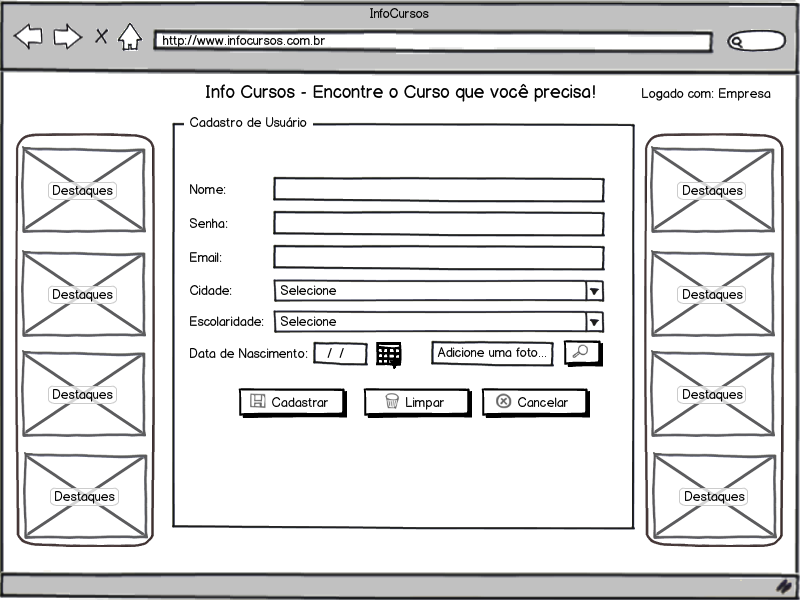 InfoCursos
X
http://www.infocursos.com.br
Info Cursos - Encontre o Curso que você precisa!
Logado com: Empresa
Cadastro de Usuário
Nome:
Senha:
Email:
Cidade:
Selecione
Escolaridade:
Selecione
Data de Nascimento:
/ /
Adicione uma foto...
Cadastrar
Limpar
Cancelar
Destaques
Destaques
Destaques
Destaques
Destaques
Destaques
Destaques
Destaques